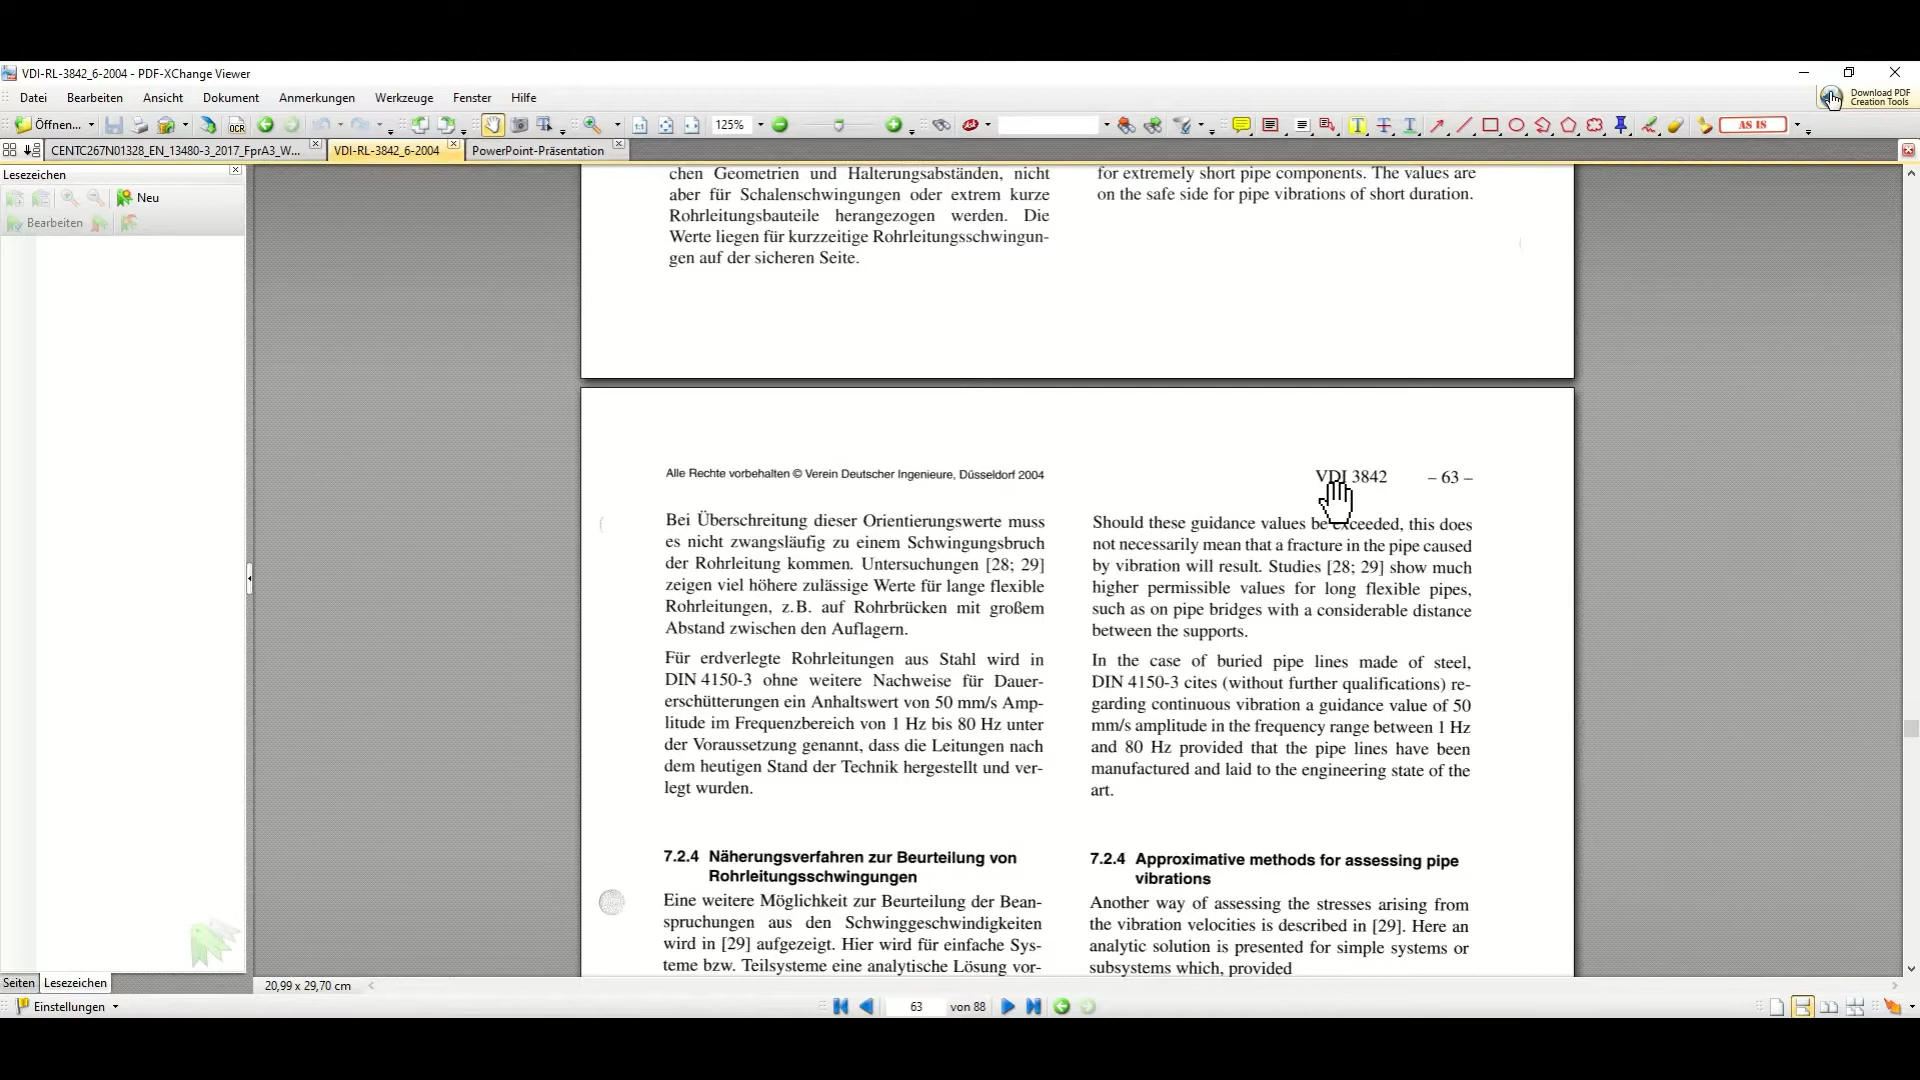 VDI-RL-3842_6-2004 - PDF-XChange Viewer
Datei Bearbeiten Ansicht Dokument Anmerkungen Werkzeuge Fenster Hilfe
Download PDF
Creation Tools
Öffnen...
OCR
125%
AS IS
CENTC267N01328_EN_13480-3_2017_FprA3_W...
VDI-RL-3842_6-2004
PowerPoint-Präsentation
Lesezeichen
Neu
Bearbeiten
chen Geometrien und Halterungsabständen, nicht
aber für Schalenschwingungen oder extrem kurze
Rohrleitungsbauteile herangezogen werden. Die
Werte liegen für kurzzeitige Rohrleitungsschwingun-
gen auf der sicheren Seite.
for extremely short pipe components. The values are
on the safe side for pipe vibrations of short duration.
Alle Rechte vorbehalten © Verein Deutscher Ingenieure, Düsseldorf 2004
VDI 3842 – 63 –
Bei Überschreitung dieser Orientierungswerte muss
es nicht zwangsläufig zu einem Schwingungsbruch
der Rohrleitung kommen. Untersuchungen [28; 29]
zeigen viel höhere zulässige Werte für lange flexible
Rohrleitungen, z. B. auf Rohrbrücken mit großem
Abstand zwischen den Auflagern.
Für erdverlegte Rohrleitungen aus Stahl wird in
DIN 4150-3 ohne weitere Nachweise für Dauer-
erschütterungen ein Anhaltswert von 50 mm/s Amp-
litude im Frequenzbereich von 1 Hz bis 80 Hz unter
der Voraussetzung genannt, dass die Leitungen nach
dem heutigen Stand der Technik hergestellt und ver-
legt wurden.
7.2.4 Näherungsverfahren zur Beurteilung von
Rohrleitungsschwingungen
Eine weitere Möglichkeit zur Beurteilung der Bean-
spruchungen aus den Schwinggeschwindigkeiten
wird in [29] aufgezeigt. Hier wird für einfache Sys-
teme bzw. Teilsysteme eine analytische Lösung vor-
Should these guidance values be exceeded, this does
not necessarily mean that a fracture in the pipe caused
by vibration will result. Studies [28; 29] show much
higher permissible values for long flexible pipes,
such as on pipe bridges with a considerable distance
between the supports.
In the case of buried pipe lines made of steel,
DIN 4150-3 cites (without further qualifications) re-
garding continuous vibration a guidance value of 50
mm/s amplitude in the frequency range between 1 Hz
and 80 Hz provided that the pipe lines have been
manufactured and laid to the engineering state of the
art.
7.2.4 Approximative methods for assessing pipe
vibrations
Another way of assessing the stresses arising from
the vibration velocities is described in [29]. Here an
analytic solution is presented for simple systems or
subsystems which, provided
Seiten Lesezeichen
20,99 x 29,70 cm
Einstellungen
63 von 88